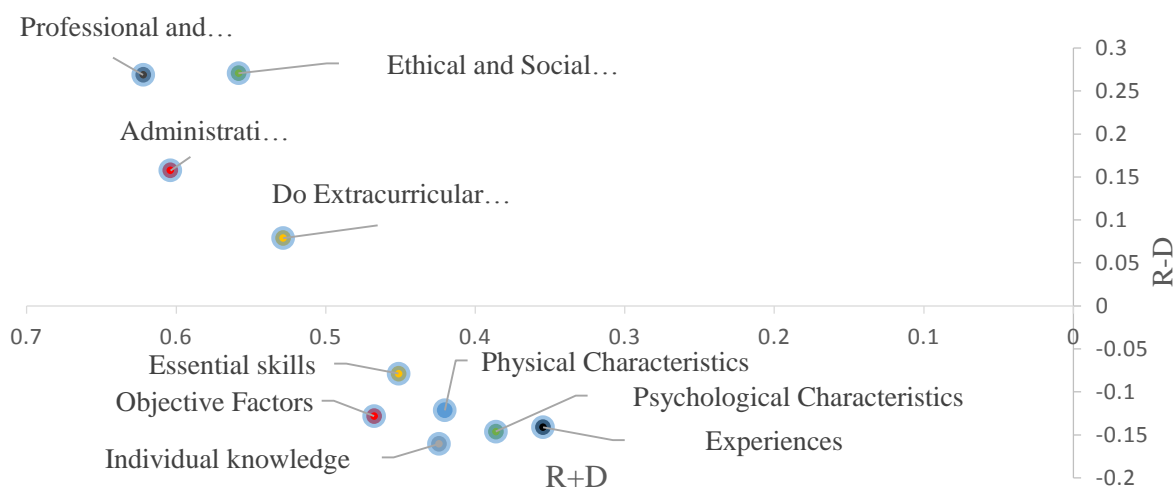 Professional and…
Ethical and Social…
Administrati…
Do Extracurricular…
0.3
0.25
0.2
0.15
0.1
0.05
0
-0.05
-0.1
-0.15
-0.2
R-D
0.7 0.6 0.5 0.4 0.3 0.2 0.1 0
Essential skills
Physical Characteristics
Objective Factors
Psychological Characteristics
Individual knowledge
Experiences
R+D